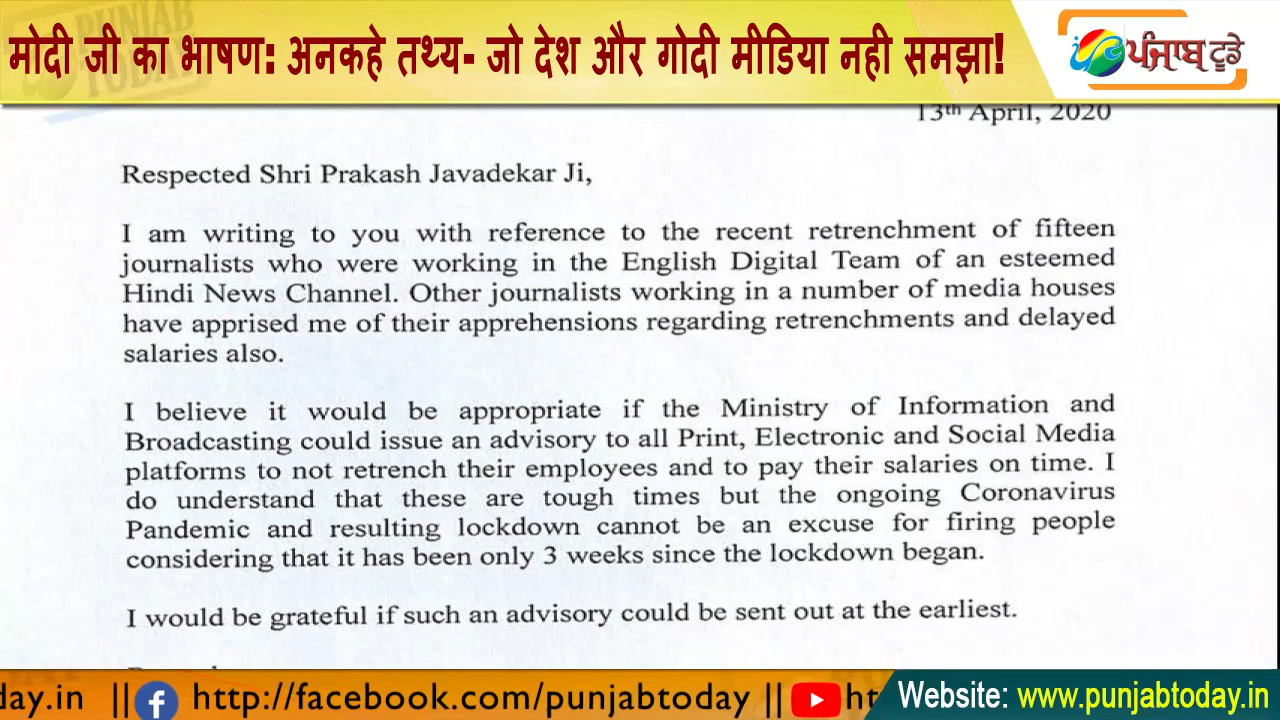 मोदी जी का भाषण: अनकहे तथ्य- जो देश और गोदी मीडिया नही समझा!
ਪੰਜਾਬ ਟੂਡੇ
PUNJAB
TODAY
13th April, 2020
Respected Shri Prakash Javadekar Ji,
I am writing to you with reference to the recent retrenchment of fifteen
journalists who were working in the English Digital Team of an esteemed
Hindi News Channel. Other journalists working in a number of media houses
have apprised me of their apprehensions regarding retrenchments and delayed
salaries also.
I believe it would be appropriate if the Ministry of Information and
Broadcasting could issue an advisory to all Print, Electronic and Social Media
platforms to not retrench their employees and to pay their salaries on time. I
do understand that these are tough times but the ongoing Coronavirus
Pandemic and resulting lockdown cannot be an excuse for firing people
considering that it has been only 3 weeks since the lockdown began.
I would be grateful if such an advisory could be sent out at the earliest.
day.in || http://facebook.com/punjabtoday || ht
Website: www.punjabtoday.in